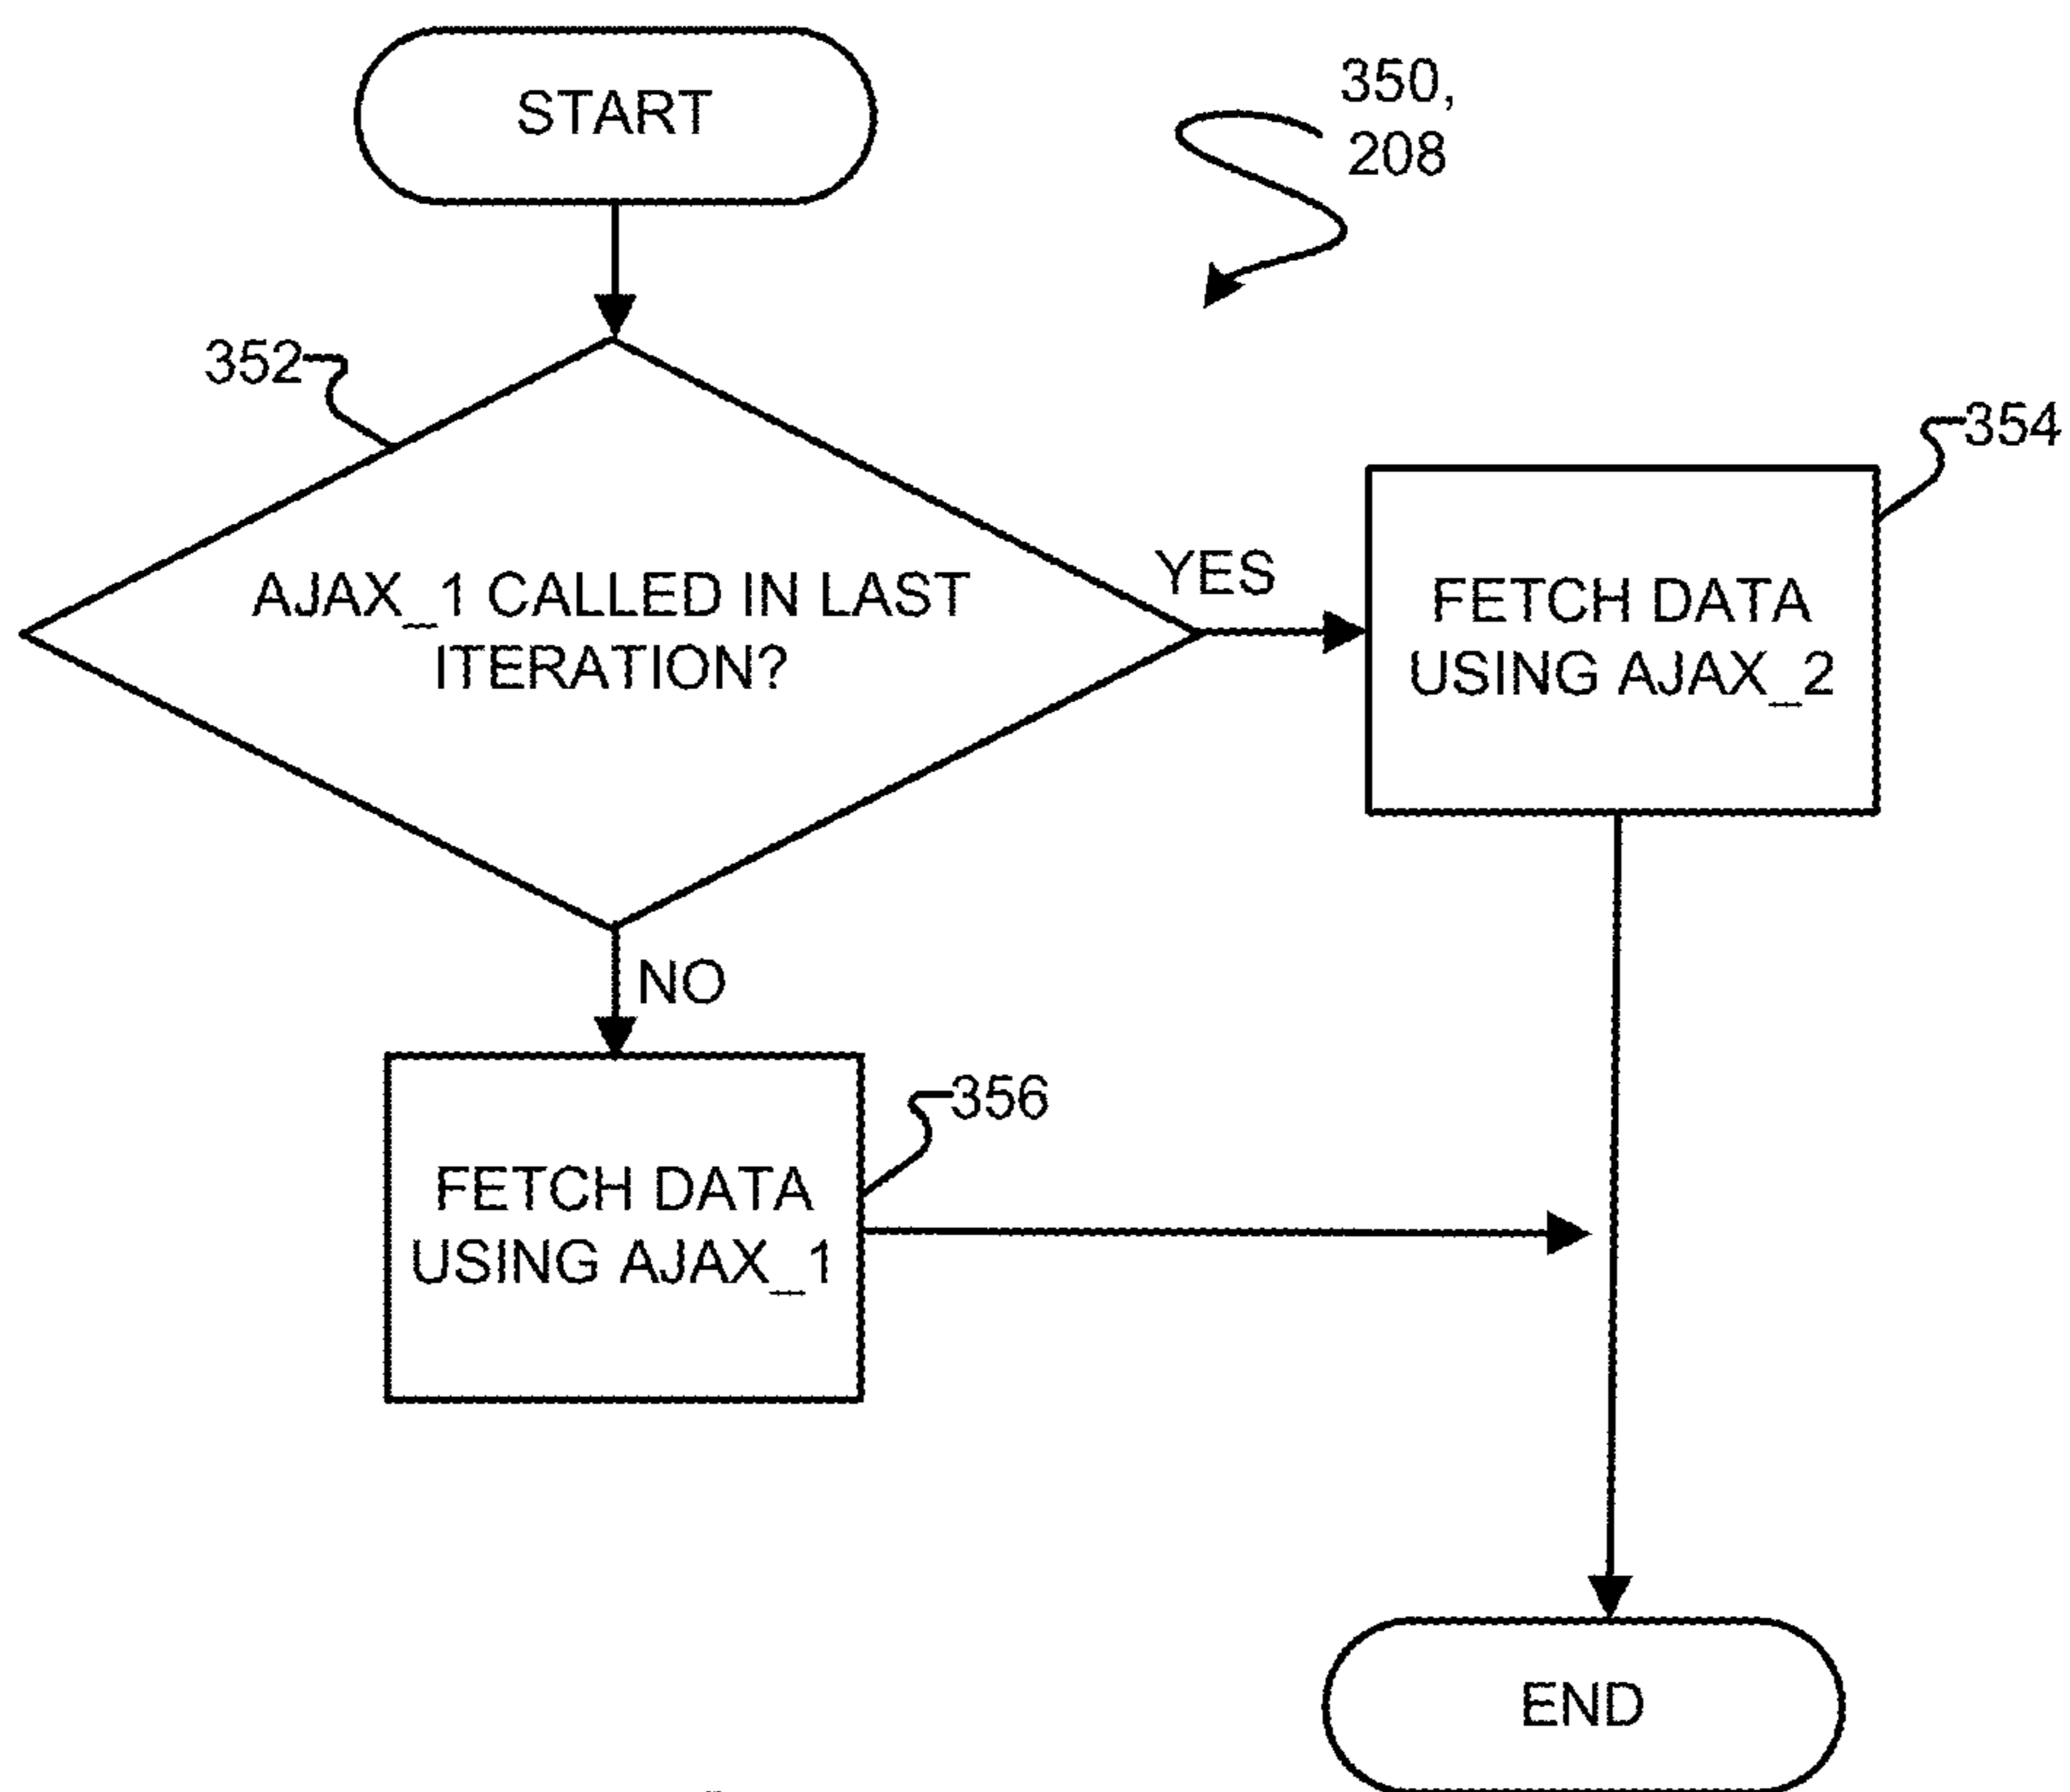 START
350,
208
352
354
AJAX_1 CALLED IN LAST
ITERATION?
YES
FETCH DATA
USING AJAX_2
NO
356
FETCH DATA
USING AJAX_1
END